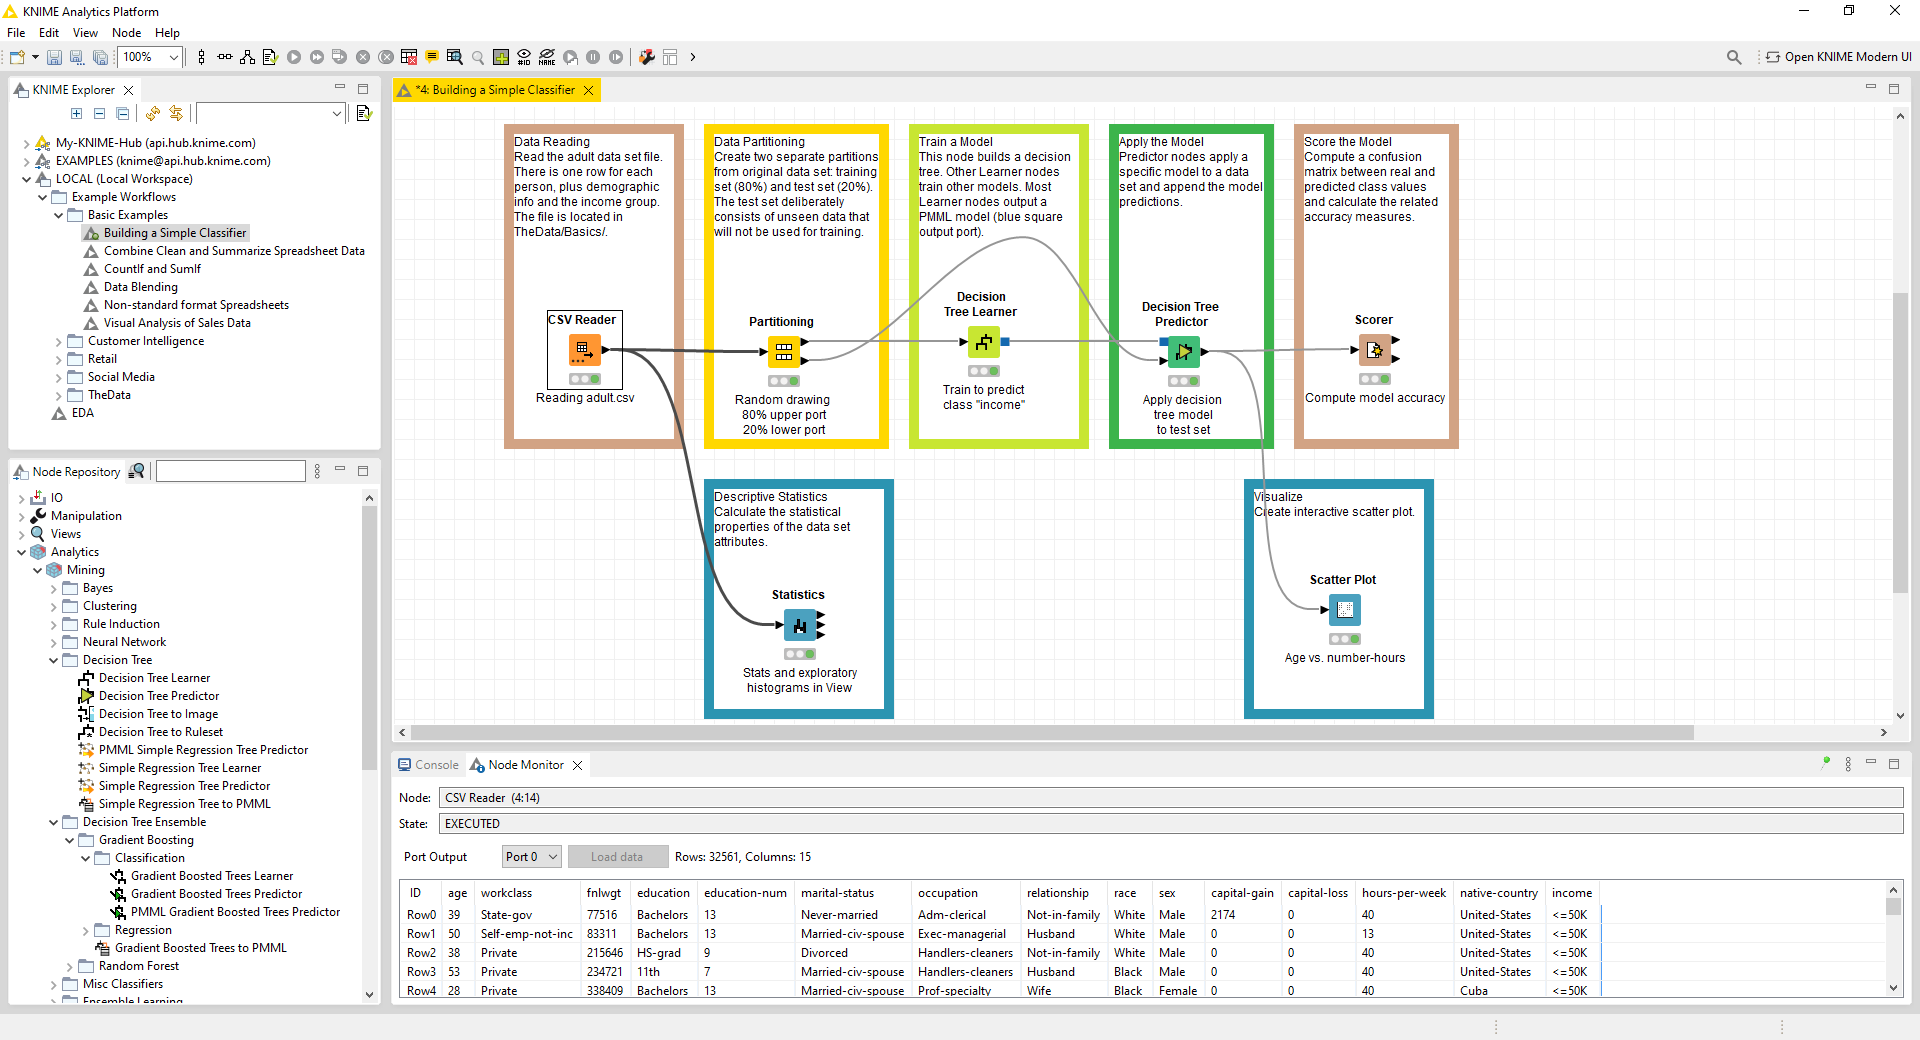 KNIME Analytics Platform
File Edit View Node Help
100%
#ID
NAME
Open KNIME Modern UI
KNIME Explorer
My-KNIME-Hub (api.hub.knime.com)
EXAMPLES (knime@api.hub.knime.com)
LOCAL (Local Workspace)
Example Workflows
Basic Examples
Building a Simple Classifier
Combine Clean and Summarize Spreadsheet Data
CountIf and SumIf
Data Blending
Non-standard format Spreadsheets
Visual Analysis of Sales Data
Customer Intelligence
Retail
Social Media
TheData
EDA
Node Repository
IO
Manipulation
Views
Analytics
Mining
Bayes
Clustering
Rule Induction
Neural Network
Decision Tree
Decision Tree Learner
Decision Tree Predictor
Decision Tree to Image
Decision Tree to Ruleset
PMML Simple Regression Tree Predictor
Simple Regression Tree Learner
Simple Regression Tree Predictor
Simple Regression Tree to PMML
Decision Tree Ensemble
Gradient Boosting
Classification
Gradient Boosted Trees Learner
Gradient Boosted Trees Predictor
PMML Gradient Boosted Trees Predictor
Regression
Gradient Boosted Trees to PMML
Random Forest
Misc Classifiers
Ensemble Learning
*4: Building a Simple Classifier
Data Reading
Read the adult data set file.
There is one row for each
person, plus demographic
info and the income group.
The file is located in
TheData/Basics/.
CSV Reader
Reading adult.csv
Data Partitioning
Create two separate partitions
from original data set: training
set (80%) and test set (20%).
The test set deliberately
consists of unseen data that
will not be used for training.
Partitioning
Random drawing
80% upper port
20% lower port
Train a Model
This node builds a decision
tree. Other Learner nodes
train other models. Most
Learner nodes output a
PMML model (blue square
output port).
Decision
Tree Learner
Train to predict
class "income"
Apply the Model
Predictor nodes apply a
specific model to a data
set and append the model
predictions.
Decision Tree
Predictor
Apply decision
tree model
to test set
Score the Model
Compute a confusion
matrix between real and
predicted class values
and calculate the related
accuracy measures.
Scorer
Compute model accuracy
Descriptive Statistics
Calculate the statistical
properties of the data set
attributes.
Statistics
Stats and exploratory
histograms in View
Visualize
Create interactive scatter plot.
Scatter Plot
Age vs. number-hours
Console Node Monitor
Node: CSV Reader (4:14)
State: EXECUTED
Port Output Port 0 Load data Rows: 32561, Columns: 15
ID age workclass fnlwgt education education-num marital-status occupation relationship race sex capital-gain capital-loss hours-per-week native-country income
Row0 39 State-gov 77516 Bachelors 13 Never-married Adm-clerical Not-in-family White Male 2174 0 40 United-States <=50K
Row1 50 Self-emp-not-inc 83311 Bachelors 13 Married-civ-spouse Exec-managerial Husband White Male 0 0 13 United-States <=50K
Row2 38 Private 215646 HS-grad 9 Divorced Handlers-cleaners Not-in-family White Male 0 0 40 United-States <=50K
Row3 53 Private 234721 11th 7 Married-civ-spouse Handlers-cleaners Husband Black Male 0 0 40 United-States <=50K
Row4 28 Private 338409 Bachelors 13 Married-civ-spouse Prof-specialty Wife Black Female 0 0 40 Cuba <=50K